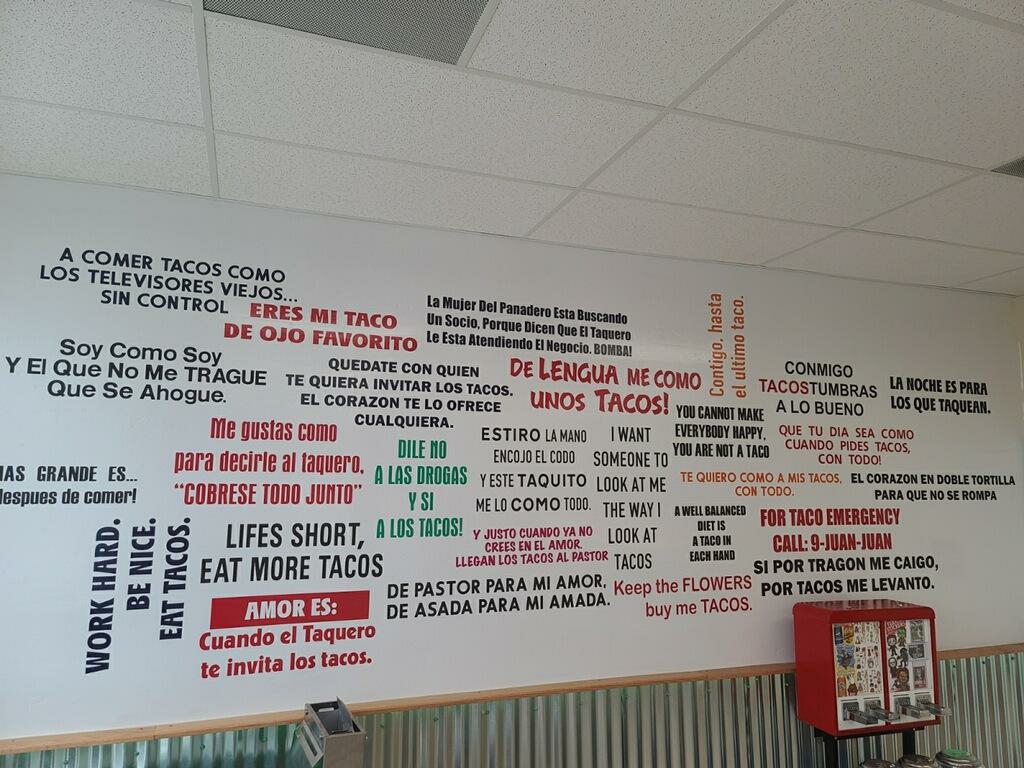 A COMER TACOS COMO
LOS TELEVISORES VIEJOS...
SIN CONTROL
ERES MI TACO
DE OJO FAVORITO
La Mujer Del Panadero Esta Buscando
Un Socio, Porque Dicen Que El Taquero
Le Esta Atendiendo El Negocio. BOMBA!
Contigo. hasta
el ultimo taco.
Soy Como Soy
Y El Que No Me TRAGUE
Que Se Ahogue.
QUEDATE CON QUIEN
TE QUIERA INVITAR LOS TACOS.
EL CORAZON TE LO OFRECE
CUALQUIERA.
DE LENGUA ME COMO
UNOS TACOS!
CONMIGO
TACOSTUMBRAS
A LO BUENO
LA NOCHE ES PARA
LOS QUE TAQUEAN.
Me gustas como
para decirle al taquero,
“COBRESE TODO JUNTO”
DILE NO
A LAS DROGAS
Y SI
A LOS TACOS!
ESTIRO LA MANO
ENCOJO EL CODO
Y ESTE TAQUITO
ME LO COMO TODO.
I WANT
SOMEONE TO
LOOK AT ME
THE WAY I
LOOK AT
TACOS
YOU CANNOT MAKE
EVERYBODY HAPPY.
YOU ARE NOT A TACO
QUE TU DIA SEA COMO
CUANDO PIDES TACOS,
CON TODO!
TE QUIERO COMO A MIS TACOS.
CON TODO.
EL CORAZON EN DOBLE TORTILLA
PARA QUE NO SE ROMPA
GRANDE ES...
despues de comer!
WORK HARD.
BE NICE.
EAT TACOS.
LIFES SHORT,
EAT MORE TACOS
Y JUSTO CUANDO YA NO
CREES EN EL AMOR.
LLEGAN LOS TACOS AL PASTOR
A WELL BALANCED
DIET IS
A TACO IN
EACH HAND
FOR TACO EMERGENCY
CALL: 9-JUAN-JUAN
AMOR ES:
Cuando el Taquero
te invita los tacos.
DE PASTOR PARA MI AMOR,
DE ASADA PARA MI AMADA.
Keep the FLOWERS
buy me TACOS.
SI POR TRAGON ME CAIGO,
POR TACOS ME LEVANTO.